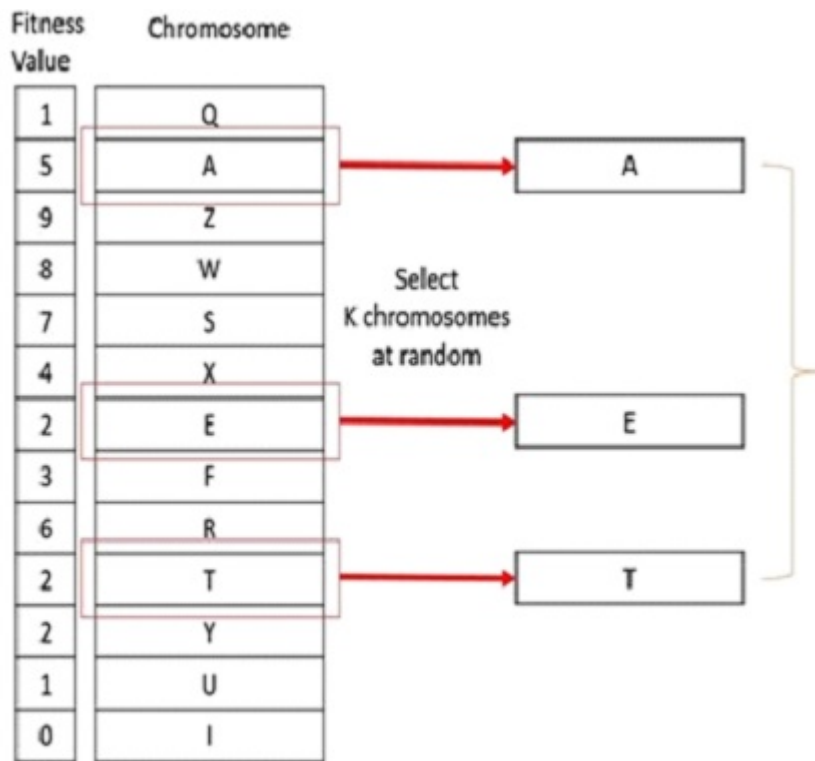 Fitness
Value
Chromosome
1 Q
5 A A
9 Z
8 W
7 S
4 X
Select
K chromosomes
at random
2 E E
3 F
6 R
2 T T
2 Y
1 U
0 I